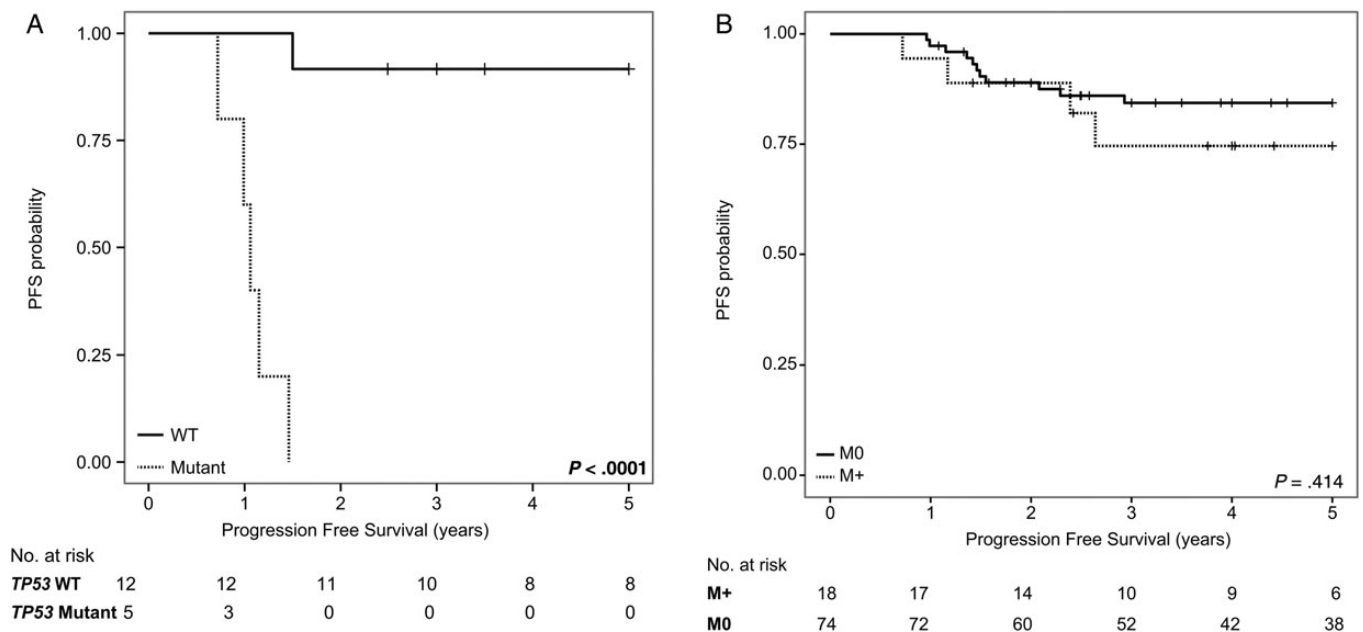 A
1.00
0.75
0.50
0.25
0.00
PFS probability
WT
Mutant
P < .0001
0 1 2 3 4 5
Progression Free Survival (years)
No. at risk
TP53 WT 12 12 11 10 8 8
TP53 Mutant 5 3 0 0 0 0
B
1.00
0.75
0.50
0.25
0.00
PFS probability
M0
M+
P = .414
0 1 2 3 4 5
Progression Free Survival (years)
No. at risk
M+ 18 17 14 10 9 6
M0 74 72 60 52 42 38